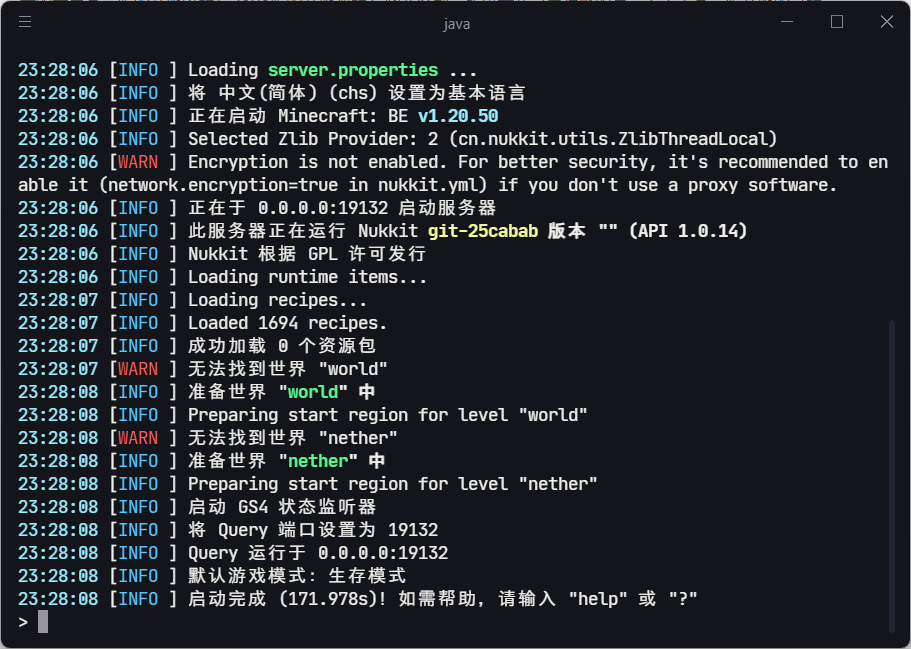 java
23:28:06 [INFO ] Loading server.properties ...
23:28:06 [INFO ] 将 中文(简体) (chs) 设置为基本语言
23:28:06 [INFO ] 正在启动 Minecraft: BE v1.20.50
23:28:06 [INFO ] Selected Zlib Provider: 2 (cn.nukkit.utils.ZlibThreadLocal)
23:28:06 [WARN ] Encryption is not enabled. For better security, it's recommended to en
able it (network.encryption=true in nukkit.yml) if you don't use a proxy software.
23:28:06 [INFO ] 正在于 0.0.0.0:19132 启动服务器
23:28:06 [INFO ] 此服务器正在运行 Nukkit git-25cabab 版本 "" (API 1.0.14)
23:28:06 [INFO ] Nukkit 根据 GPL 许可发行
23:28:06 [INFO ] Loading runtime items...
23:28:07 [INFO ] Loading recipes...
23:28:07 [INFO ] Loaded 1694 recipes.
23:28:07 [INFO ] 成功加载 0 个资源包
23:28:07 [WARN ] 无法找到世界 "world"
23:28:08 [INFO ] 准备世界 "world" 中
23:28:08 [INFO ] Preparing start region for level "world"
23:28:08 [WARN ] 无法找到世界 "nether"
23:28:08 [INFO ] 准备世界 "nether" 中
23:28:08 [INFO ] Preparing start region for level "nether"
23:28:08 [INFO ] 启动 GS4 状态监听器
23:28:08 [INFO ] 将 Query 端口设置为 19132
23:28:08 [INFO ] Query 运行于 0.0.0.0:19132
23:28:08 [INFO ] 默认游戏模式: 生存模式
23:28:08 [INFO ] 启动完成 (171.978s)! 如需帮助, 请输入 "help" 或 "?"
>